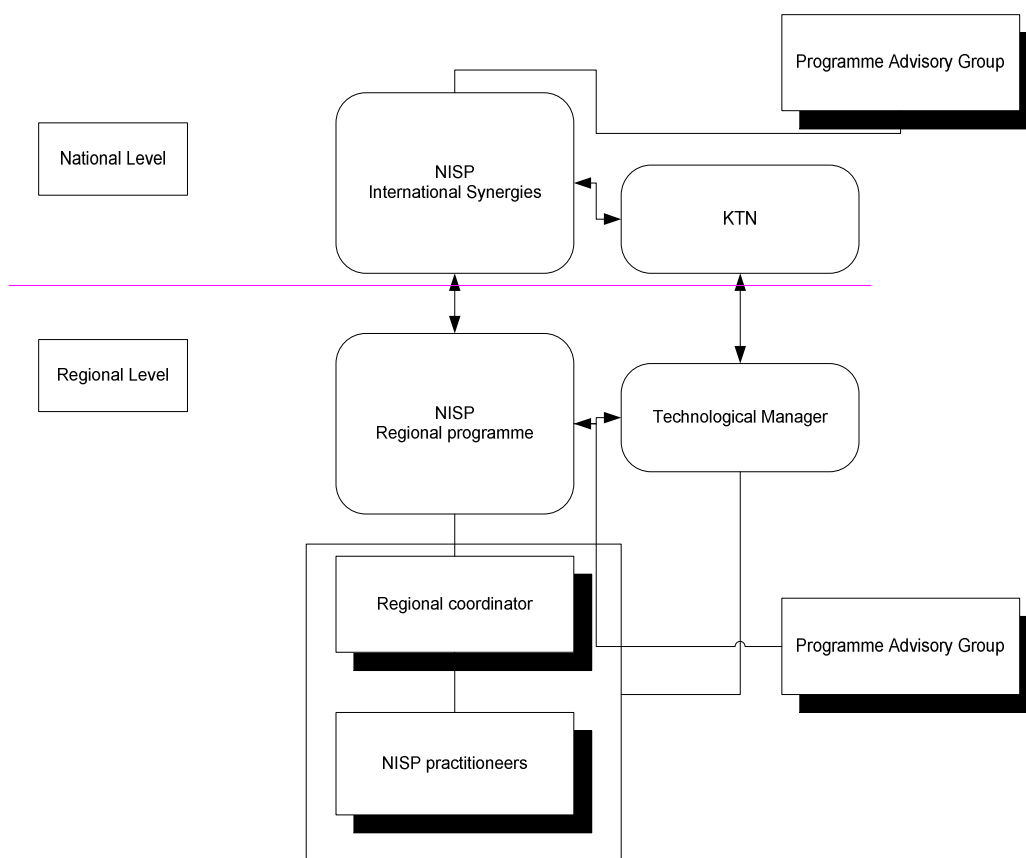 Programme Advisory Group
National Level
NISP
International Synergies
KTN
Regional Level
NISP
Regional programme
Technological Manager
Regional coordinator
Programme Advisory Group
NISP practitioneers